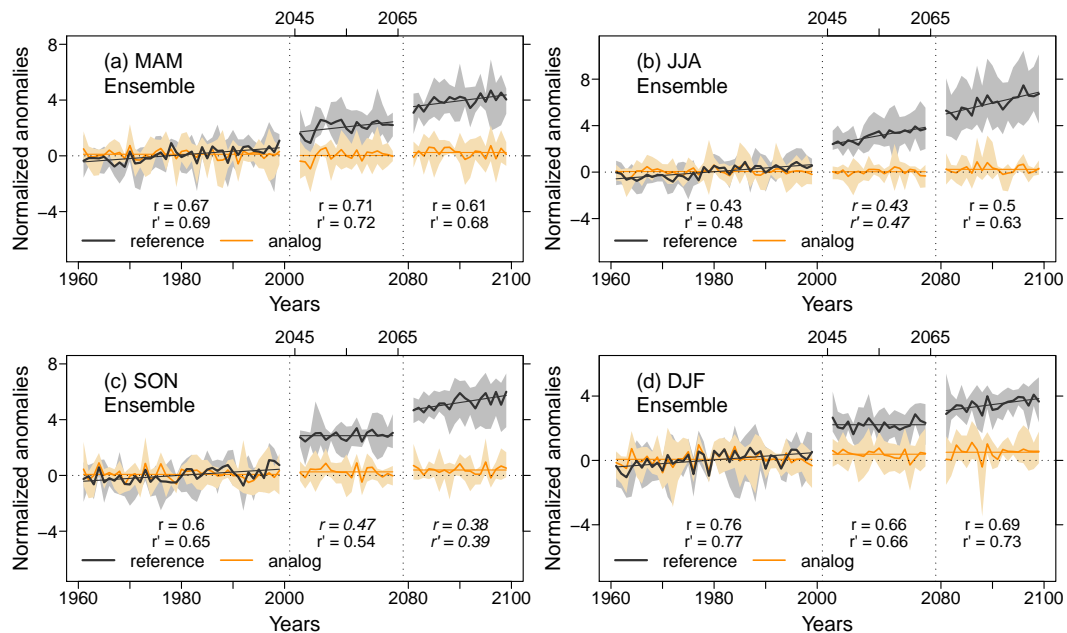 2045 2065
8
4
0
−4
Normalized anomalies
(a) MAM
Ensemble
r = 0.67
r' = 0.69
r = 0.71
r' = 0.72
r = 0.61
r' = 0.68
reference analog
1960 1980 2000 2080 2100
Years
2045 2065
8
4
0
−4
Normalized anomalies
(b) JJA
Ensemble
r = 0.43
r' = 0.48
r = 0.43
r' = 0.47
r = 0.5
r' = 0.63
reference analog
1960 1980 2000 2080 2100
Years
2045 2065
8
4
0
−4
Normalized anomalies
(c) SON
Ensemble
r = 0.6
r' = 0.65
r = 0.47
r' = 0.54
r = 0.38
r' = 0.39
reference analog
1960 1980 2000 2080 2100
Years
2045 2065
4
0
−4
Normalized anomalies
(d) DJF
Ensemble
r = 0.76
r' = 0.77
r = 0.66
r' = 0.66
r = 0.69
r' = 0.73
reference analog
1960 1980 2000 2080 2100
Years